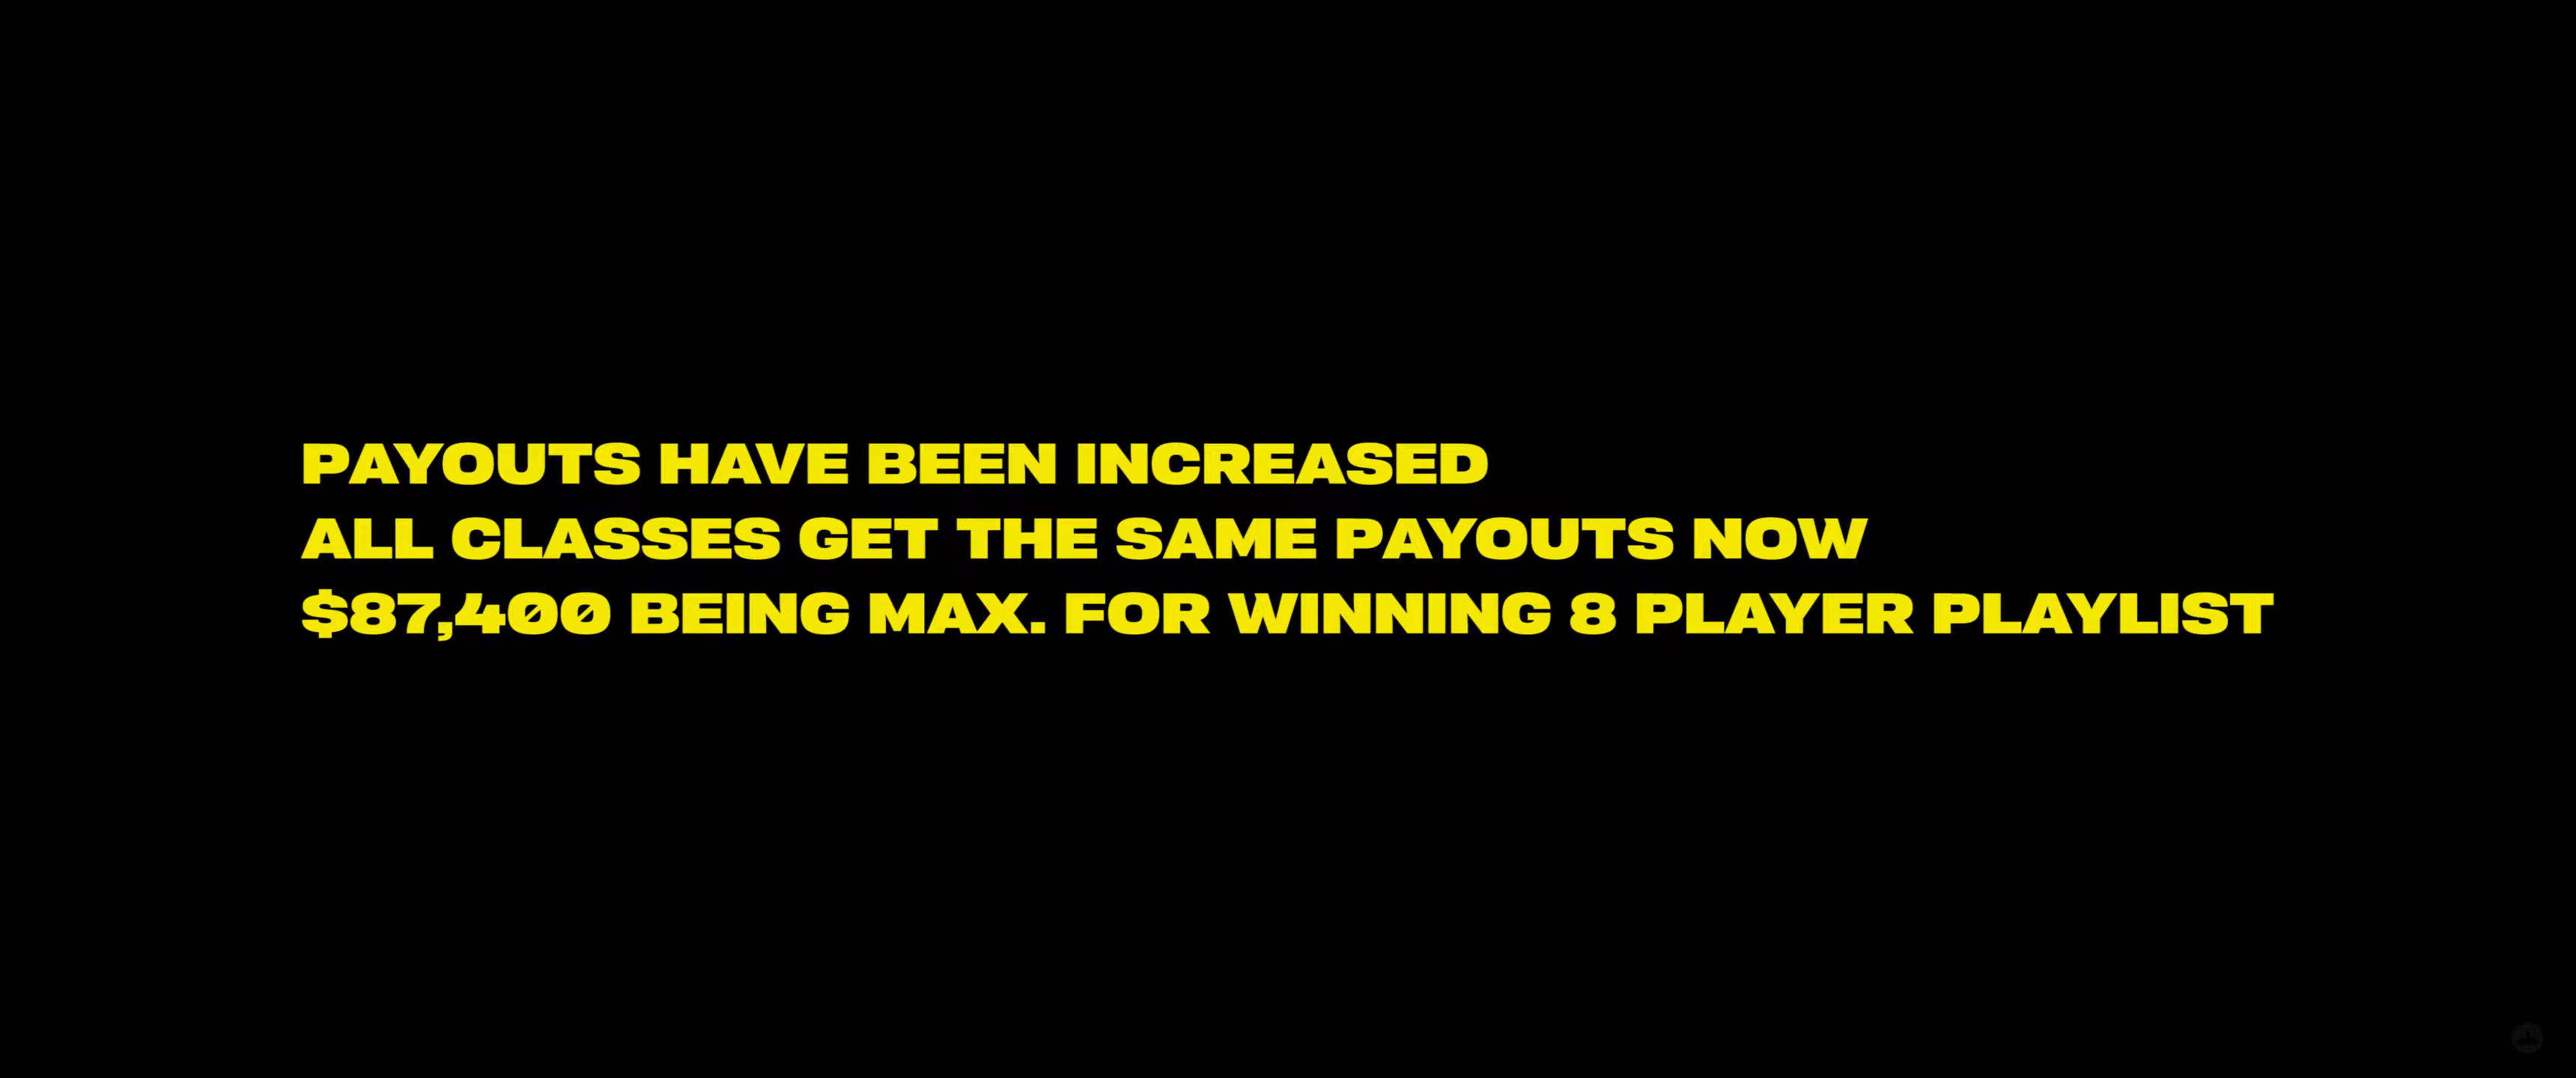 PAYOUTS HAVE BEEN INCREASED
ALL CLASSES GET THE SAME PAYOUTS NOW
$87,400 BEING MAX. FOR WINNING 8 PLAYER PLAYLIST